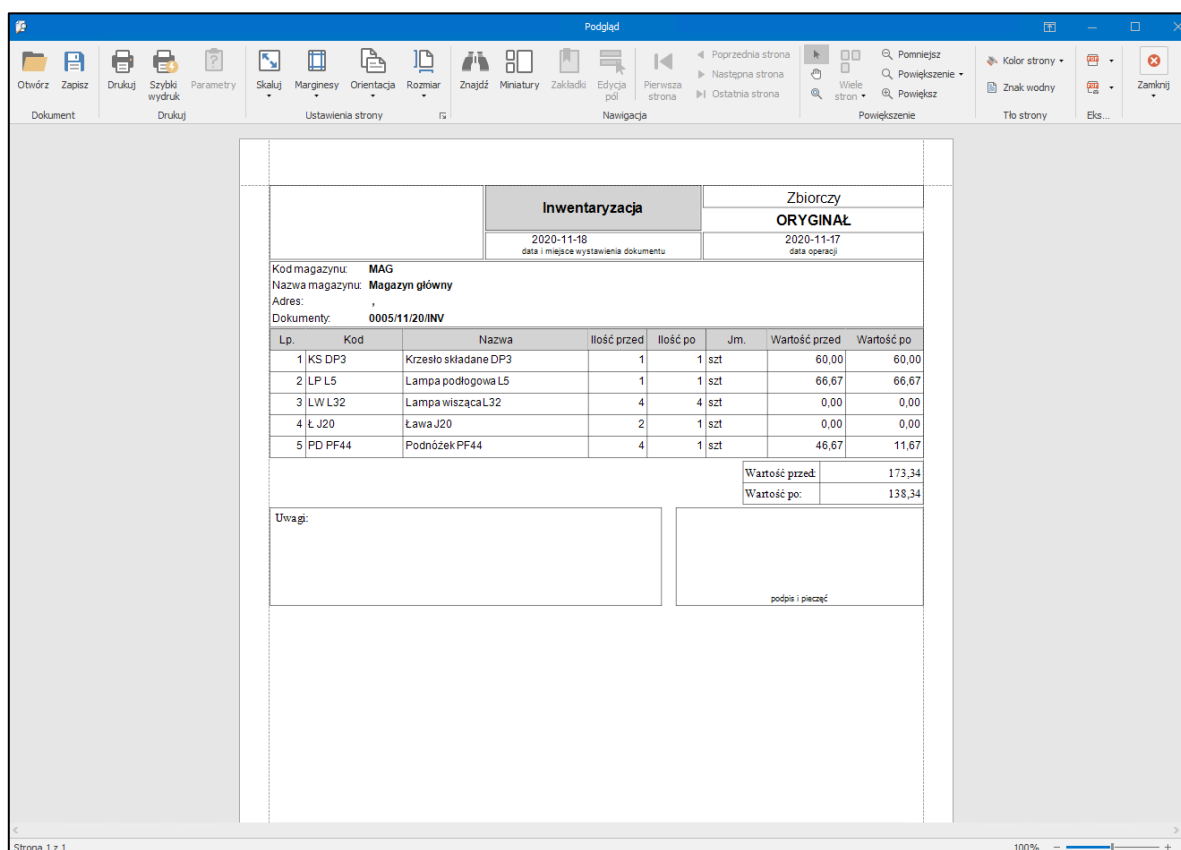 Podgląd
Otwórz Zapisz Drukuj Szybki wydruk Parametry Skaluj Marginesy Orientacja Rozmiar Znajdź Miniatury Zakładki Edycja pól Pierwsza strona
Poprzednia strona
Następna strona
Ostatnia strona
Wiele stron
Pomniejsz
Powiększenie
Powiększ
Kolor strony
Znak wodny
Zamknij
Dokument Drukuj Ustawienia strony Nawigacja Powiększenie Tło strony Eks...
Inwentaryzacja
Zbiorczy
ORYGINAŁ
2020-11-18
data i miejsce wystawienia dokumentu
2020-11-17
data operacji
Kod magazynu: MAG
Nazwa magazynu: Magazyn główny
Adres: ,
Dokumenty: 0005/11/20/INV
Lp. Kod Nazwa Ilość przed Ilość po Jm. Wartość przed Wartość po
1 KS DP3 Krzesło składane DP3 1 1 szt 60,00 60,00
2 LP L5 Lampa podłogowa L5 1 1 szt 66,67 66,67
3 LW L32 Lampa wisząca L32 4 4 szt 0,00 0,00
4 Ł J20 Ława J20 2 1 szt 0,00 0,00
5 PD PF44 Podnóżek PF44 4 1 szt 46,67 11,67
Wartość przed: 173,34
Wartość po: 138,34
Uwagi:
podpis i pieczęć
Strona 1 z 1
100%